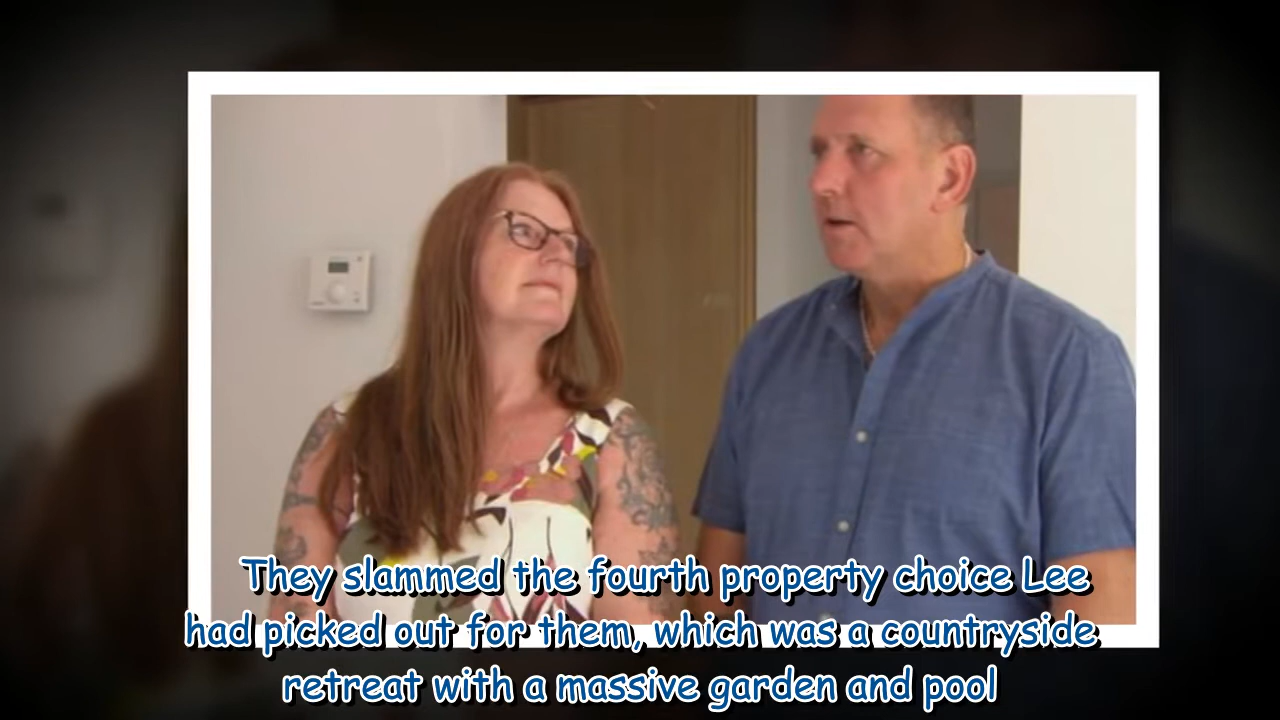 They slammed the fourth property choice Lee
had picked out for them, which was a countryside
retreat with a massive garden and pool